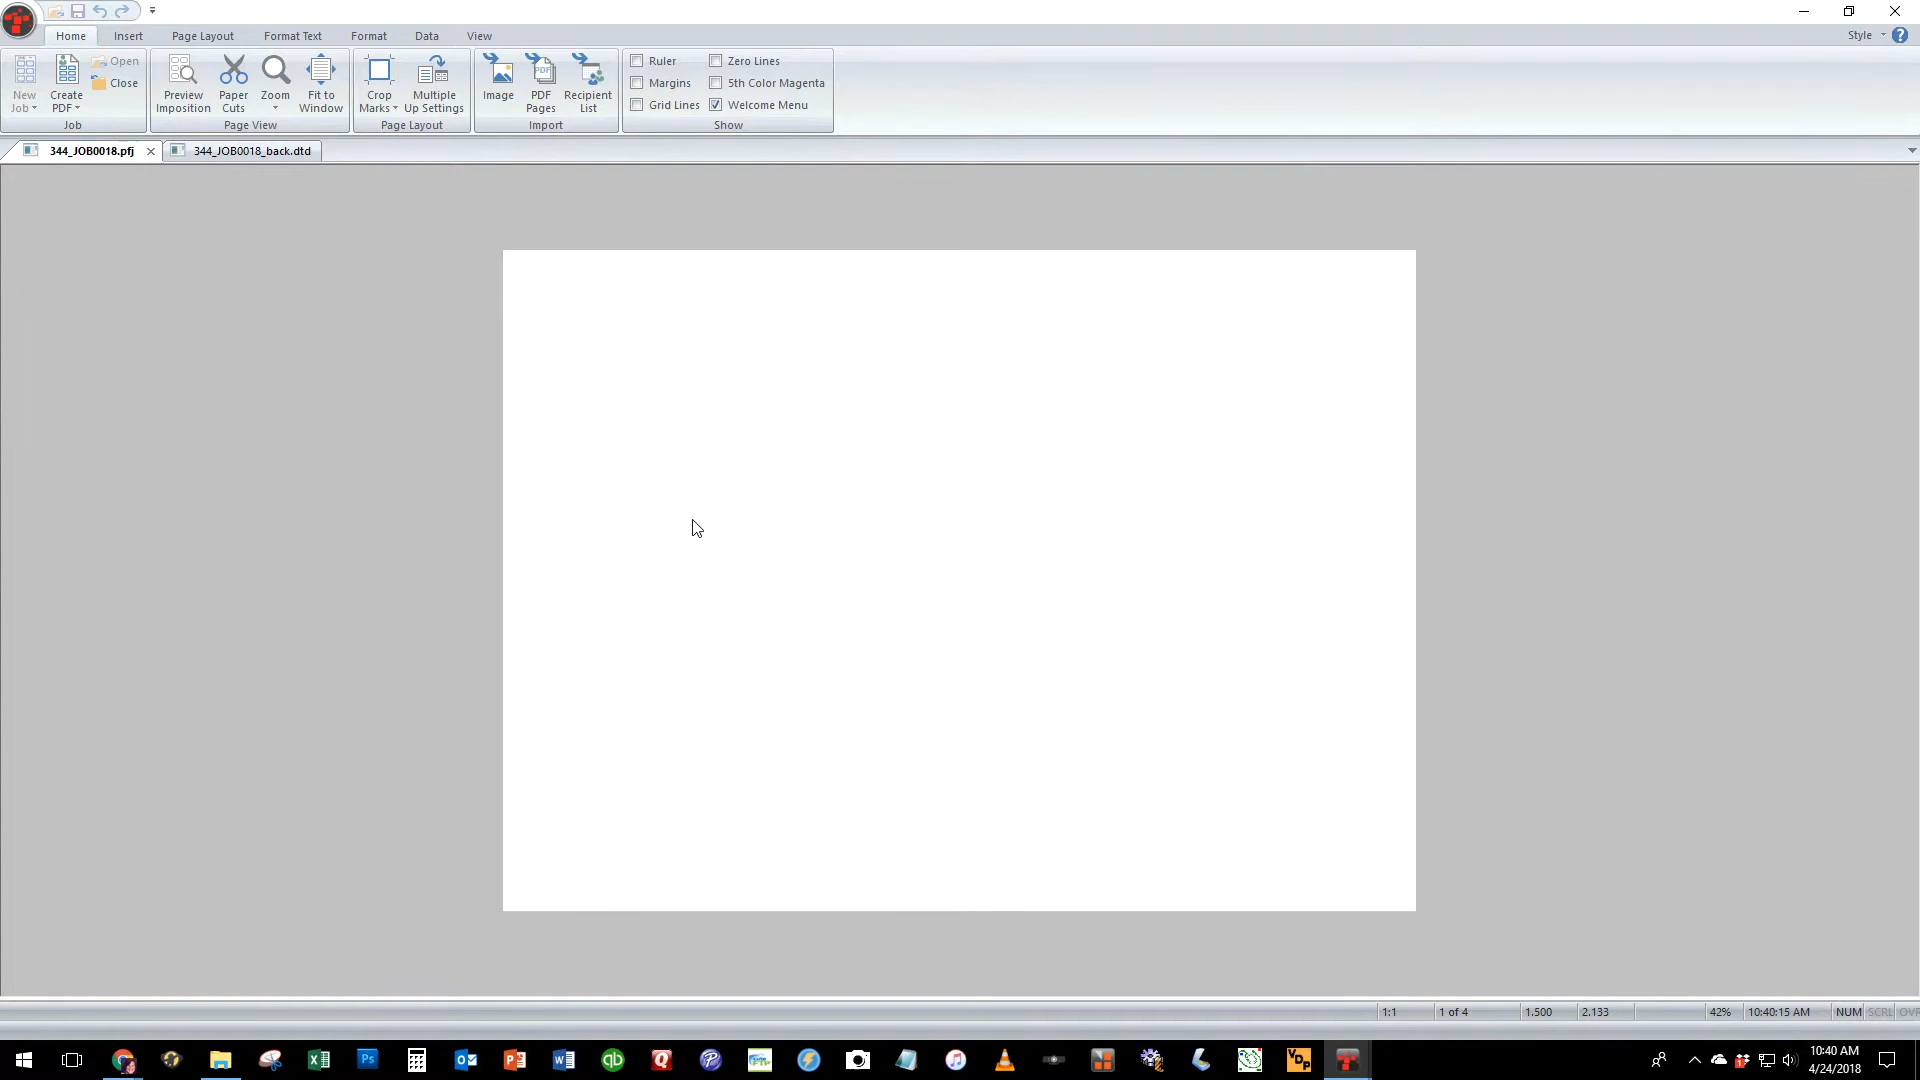 Home Insert Page Layout Format Text Format Data View Style
New Job Create PDF Open Close Job
Preview Imposition Paper Cuts Zoom Fit to Window Page View
Crop Marks Multiple Up Settings Page Layout
Image PDF Pages Recipient List Import
Ruler Zero Lines
Margins 5th Color Magenta
Grid Lines Welcome Menu
Show
344_JOB0018.pfj 344_JOB0018_back.dtd
1:1 1 of 4 1.500 2.133 42% 10:40:15 AM NUM SCRL OVR
10:40 AM
4/24/2018